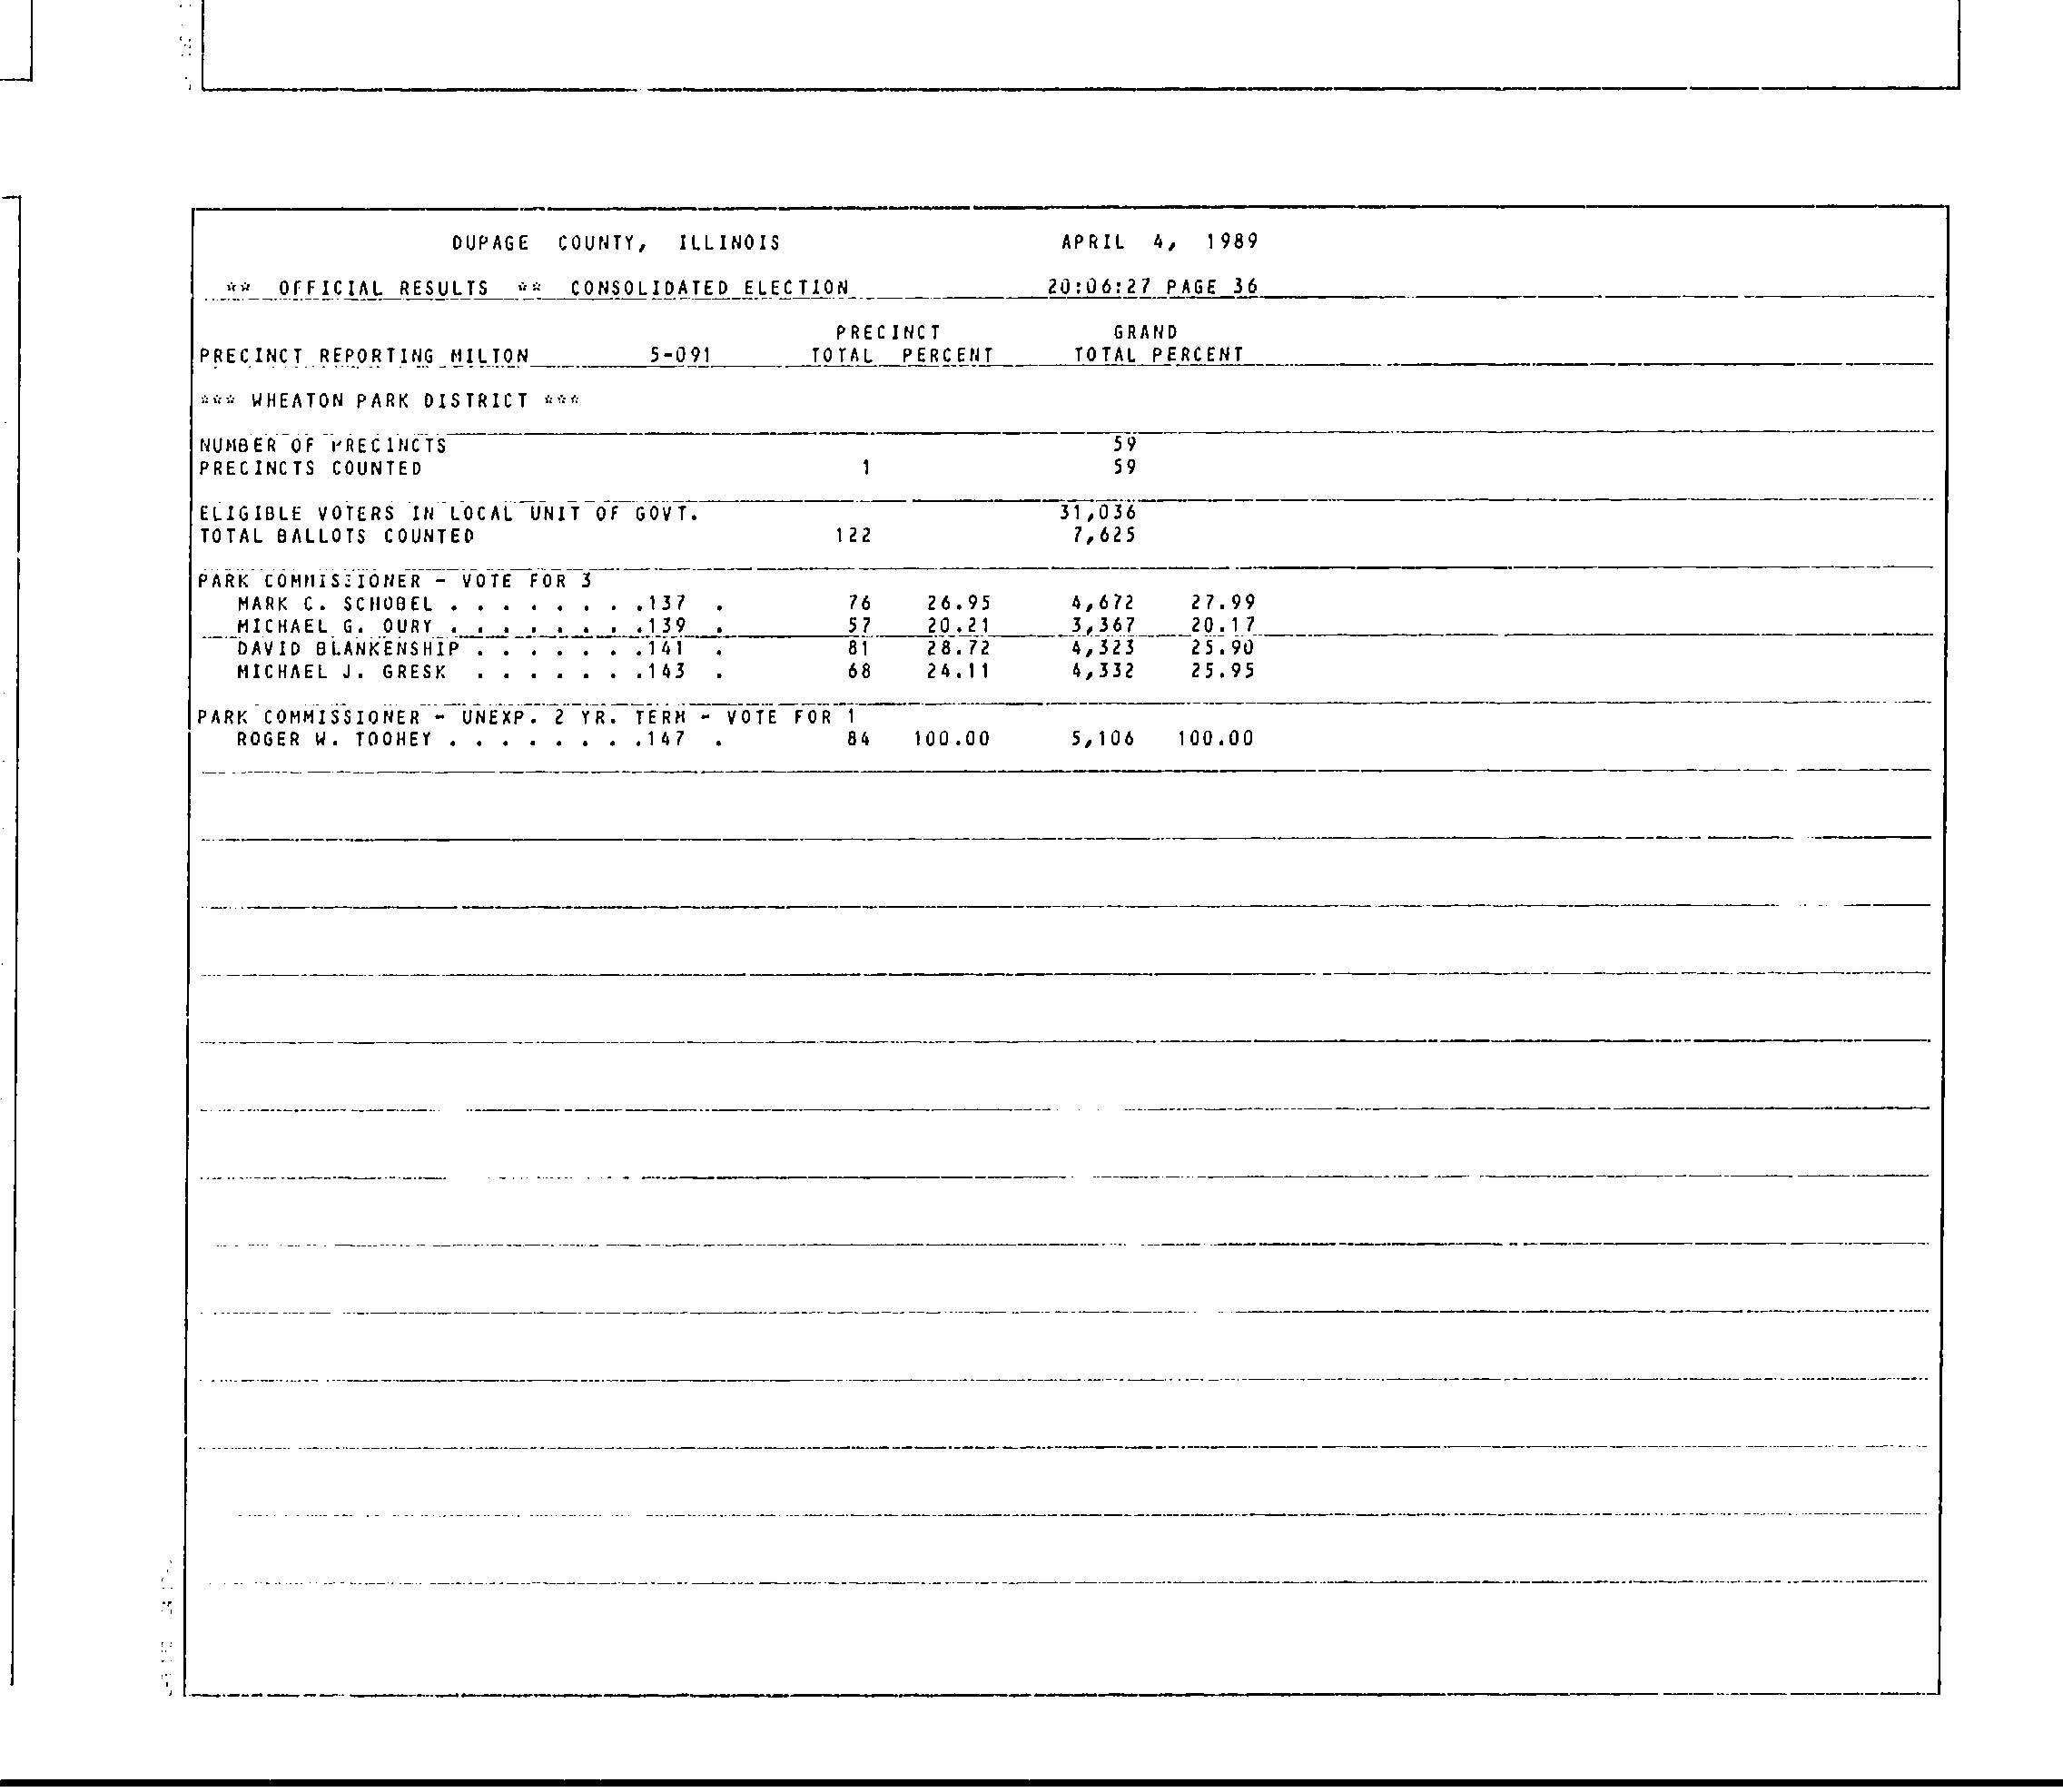 DUPAGE COUNTY, ILLINOIS APRIL 4, 1989
** OFFICIAL RESULTS ** CONSOLIDATED ELECTION 20:06:27 PAGE 36
PRECINCT GRAND
PRECINCT REPORTING MILTON 5-091 TOTAL PERCENT TOTAL PERCENT
*** WHEATON PARK DISTRICT ***
NUMBER OF PRECINCTS 59
PRECINCTS COUNTED 1 59
ELIGIBLE VOTERS IN LOCAL UNIT OF GOVT. 31,036
TOTAL BALLOTS COUNTED 122 7,625
PARK COMMISSIONER - VOTE FOR 3
MARK C. SCHOBEL . . . . . . . .137 . 76 26.95 4,672 27.99
MICHAEL G. OURY . . . . . . . .139 . 57 20.21 3,367 20.17
DAVID BLANKENSHIP . . . . . . .141 . 81 28.72 4,323 25.90
MICHAEL J. GRESK . . . . . . .143 . 68 24.11 4,332 25.95
PARK COMMISSIONER - UNEXP. 2 YR. TERM - VOTE FOR 1
ROGER W. TOOHEY . . . . . . . .147 . 84 100.00 5,106 100.00